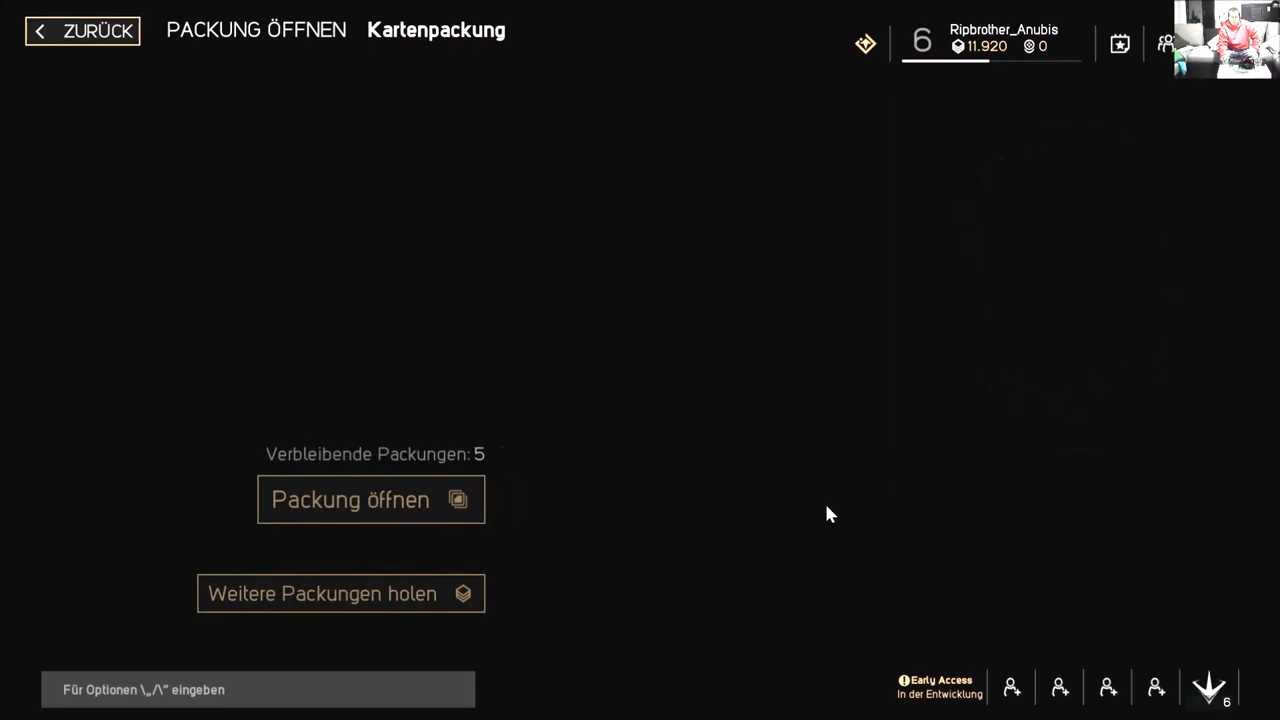 ZURÜCK PACKUNG ÖFFNEN Kartenpackung
6 Ripbrother_Anubis
11.920 0
Verbleibende Packungen: 5
Packung öffnen
Weitere Packungen holen
Für Optionen \„/\“ eingeben
Early Access
In der Entwicklung
6